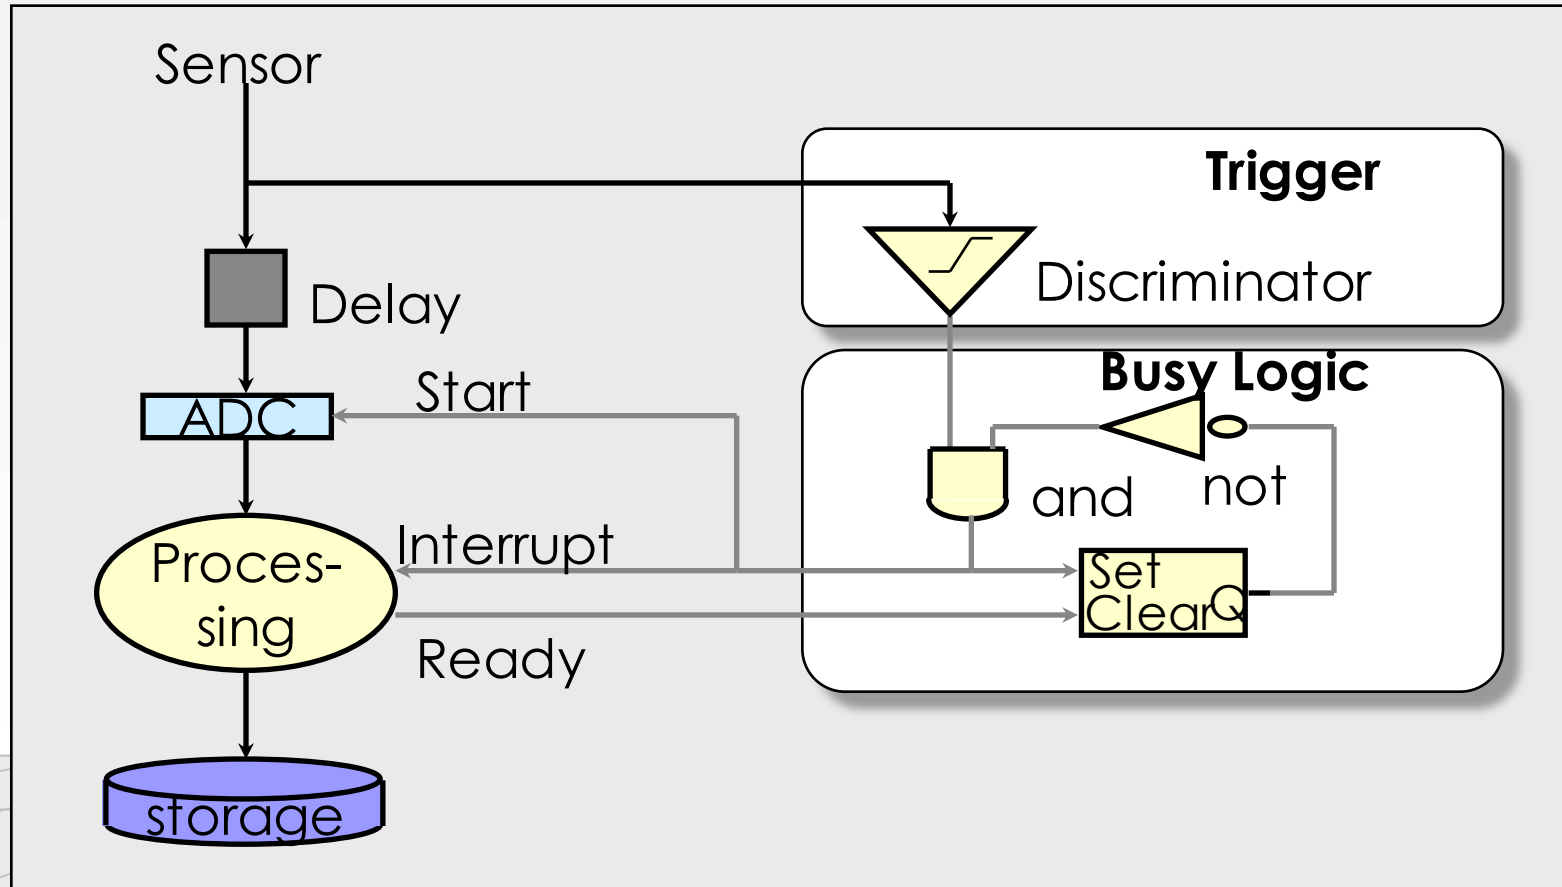 Sensor
Trigger
Discriminator
Delay
Busy Logic
Start
ADC
not
and
Interrupt
Proces-
sing
Set
Clear
Q
Ready
storage